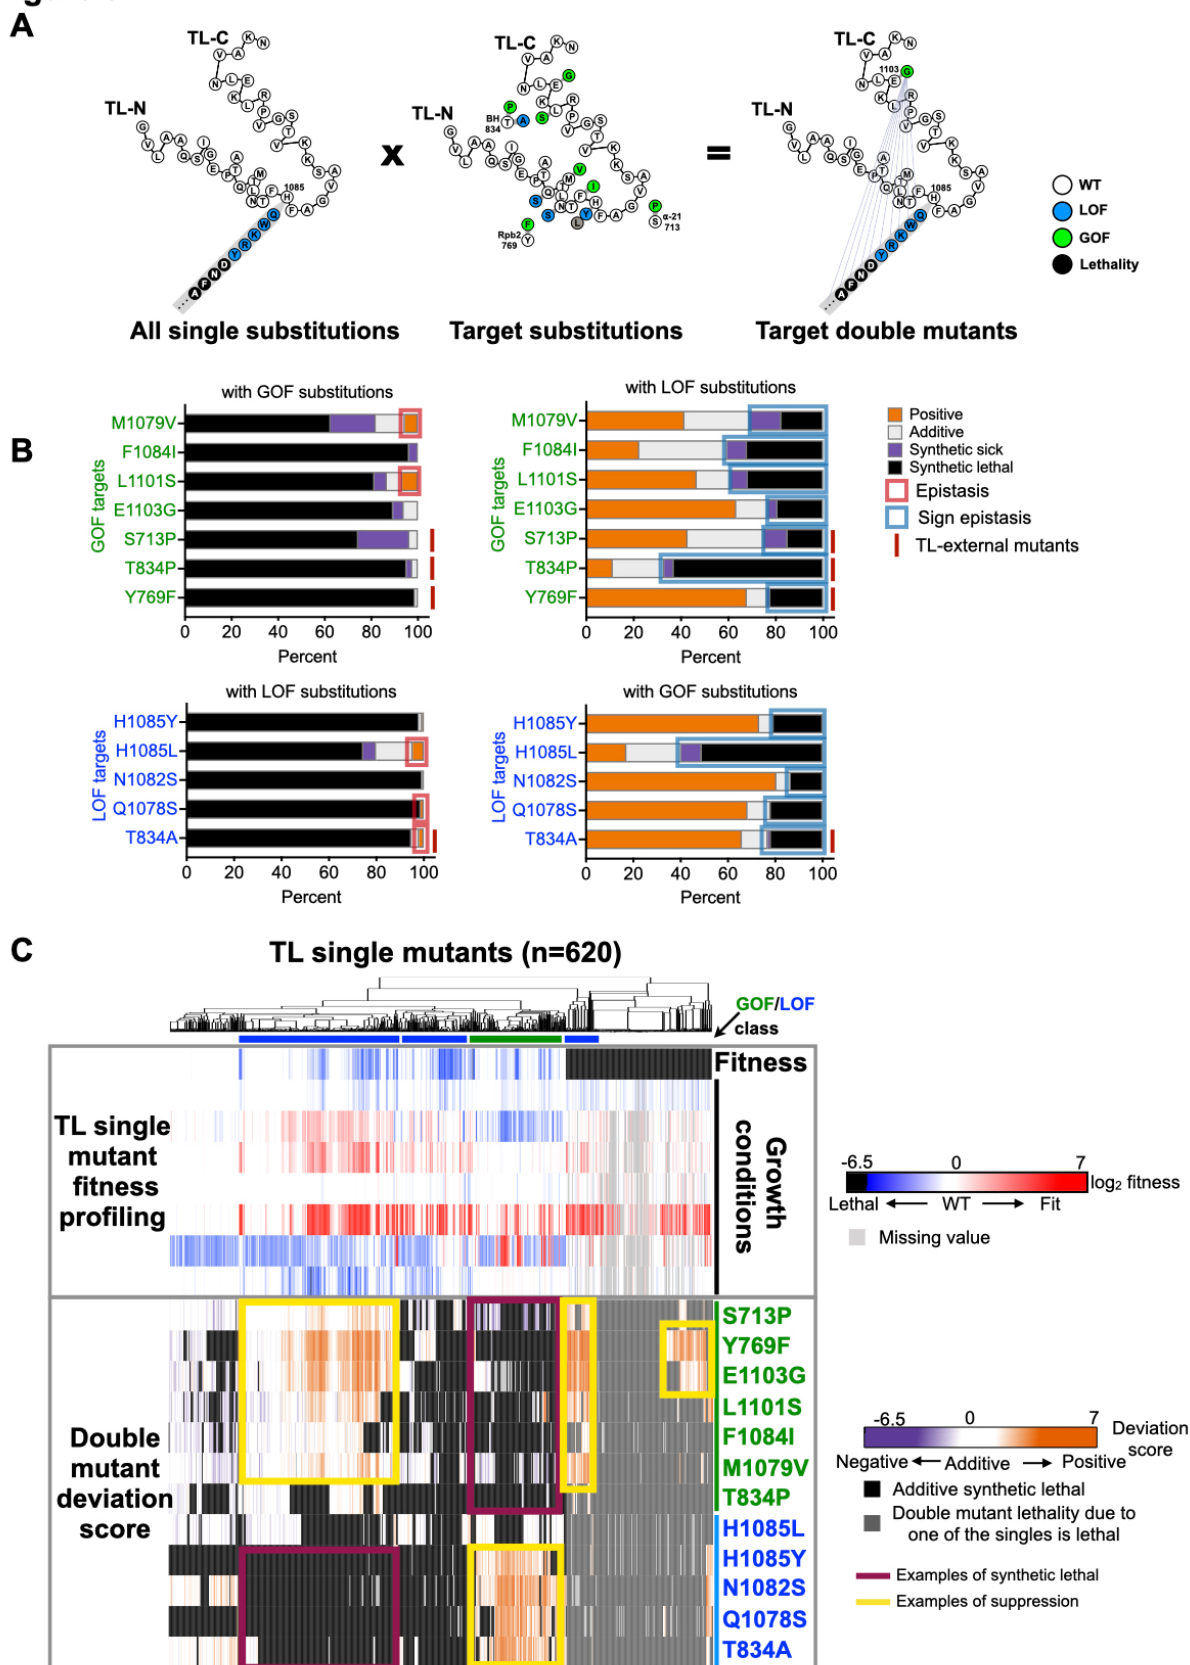 A
TL-C
TL-N
1085
All single substitutions
x
TL-C
TL-N
BH
834
Rpb2
769
α-21
713
Target substitutions
=
TL-C
TL-N
1103
1085
Target double mutants
WT
LOF
GOF
Lethality
B
with GOF substitutions
GOF targets
M1079V
F1084I
L1101S
E1103G
S713P
T834P
Y769F
0 20 40 60 80 100
Percent
with LOF substitutions
GOF targets
M1079V
F1084I
L1101S
E1103G
S713P
T834P
Y769F
0 20 40 60 80 100
Percent
Positive
Additive
Synthetic sick
Synthetic lethal
Epistasis
Sign epistasis
TL-external mutants
with LOF substitutions
LOF targets
H1085Y
H1085L
N1082S
Q1078S
T834A
0 20 40 60 80 100
Percent
with GOF substitutions
LOF targets
H1085Y
H1085L
N1082S
Q1078S
T834A
0 20 40 60 80 100
Percent
C
TL single mutants (n=620)
GOF/LOF
class
Fitness
TL single
mutant
fitness
profiling
Growth
conditions
-6.5 0 7
log₂ fitness
Lethal WT Fit
Missing value
Double
mutant
deviation
score
S713P
Y769F
E1103G
L1101S
F1084I
M1079V
T834P
H1085L
H1085Y
N1082S
Q1078S
T834A
-6.5 0 7
Deviation
score
Negative Additive Positive
Additive synthetic lethal
Double mutant lethality due to
one of the singles is lethal
Examples of synthetic lethal
Examples of suppression